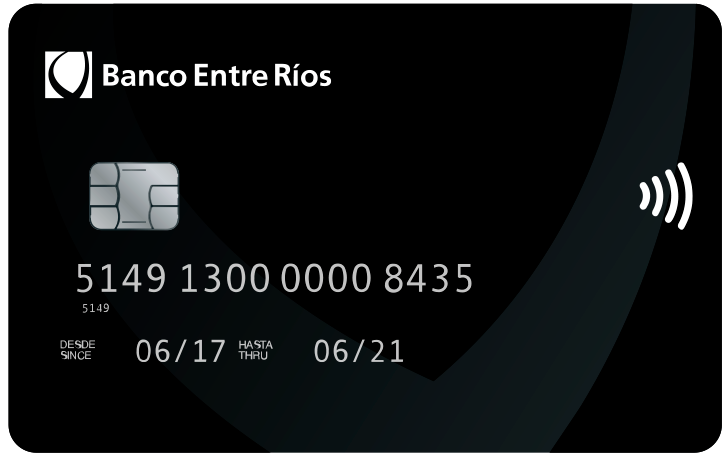 Banco Entre Ríos
5149 1300 0000 8435
5149
DESDE SINCE 06/17 HASTA THRU 06/21